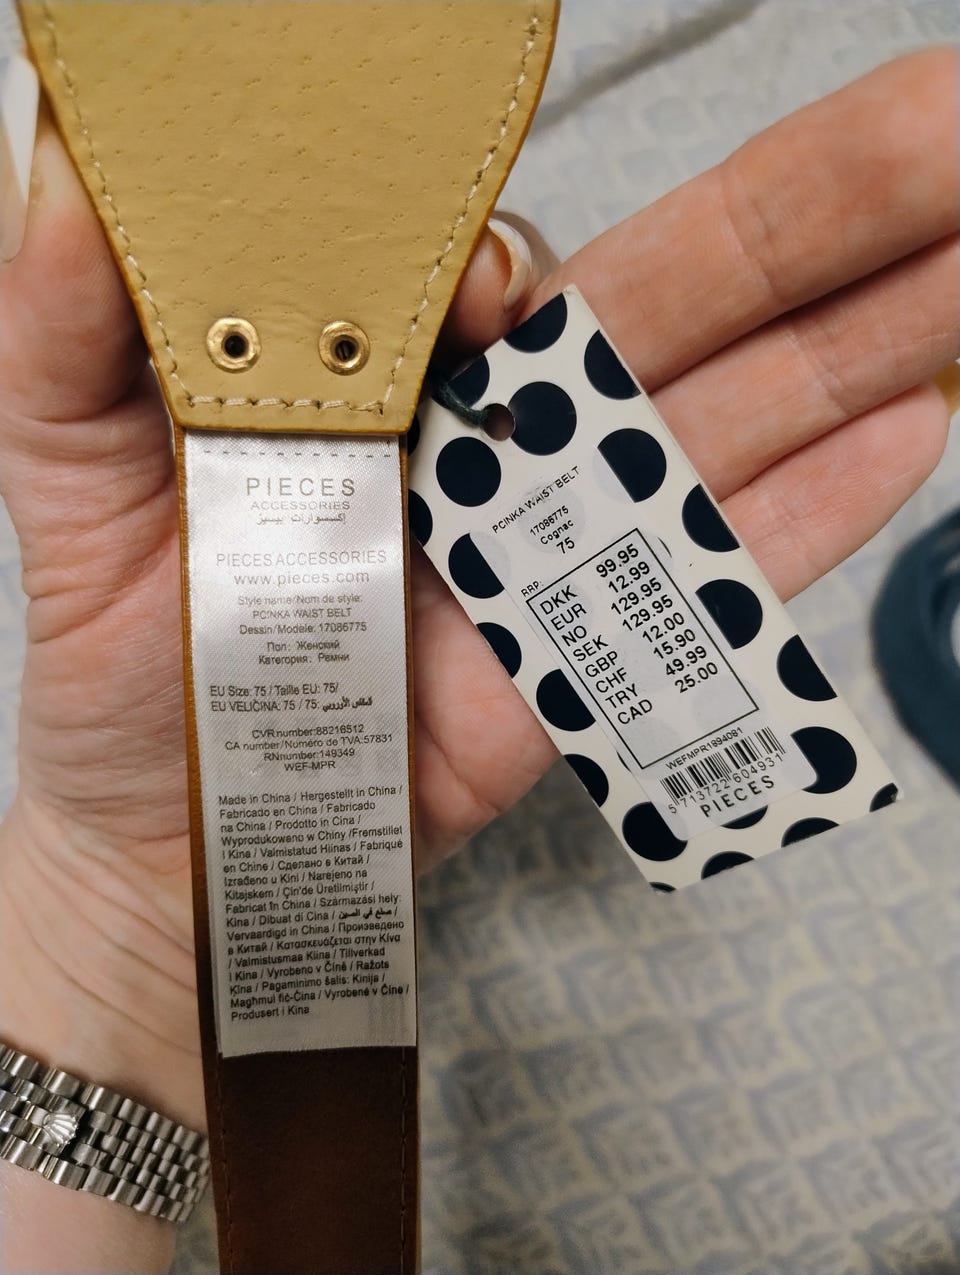 PIECES
ACCESSORIES
إكسسوارات بيسيز
PIECES ACCESSORIES
www.pieces.com
Style name/Nom de style:
PCINKA WAIST BELT
Dessin/Modele: 17086775
Пол: Женский
Категория: Ремни
EU Size: 75 / Taille EU: 75/
EU VELIČINA: 75 / 75: المقاس الأوروبي
CVR number:88216512
CA number/Numéro de TVA:57831
RNnumber:149349
WEF-MPR
Made in China / Hergestellt in China /
Fabricado en China / Fabricado
na China / Prodotto in Cina /
Wyprodukowano w Chiny /Fremstillet
i Kina / Valmistatud Hiinas / Fabriqué
en Chine / Сделано в Китай /
Izrađeno u Kini / Narejeno na
Kitajskem / Çin'de Üretilmiştir /
Fabricat în China / Származási hely:
Kína / Dibuat di Cina / صنع في الصين /
Vervaardigd in China / Произведено
в Китай / Κατασκευάζεται στην Κίνα
/ Valmistusmaa Kiina / Tillverkad
i Kina / Vyrobeno v Číně / Ražots
Ķīna / Pagaminimo šalis: Kinija /
Maghmul fiċ-Ċina / Vyrobené v Číne /
Produsert i Kina
PCINKA WAIST BELT
17086775
Cognac
75
RRP:
DKK 99.95
EUR 12.99
NO 129.95
SEK 129.95
GBP 12.00
CHF 15.90
TRY 49.99
CAD 25.00
WEFMPR1894081
5 713722 604931
PIECES